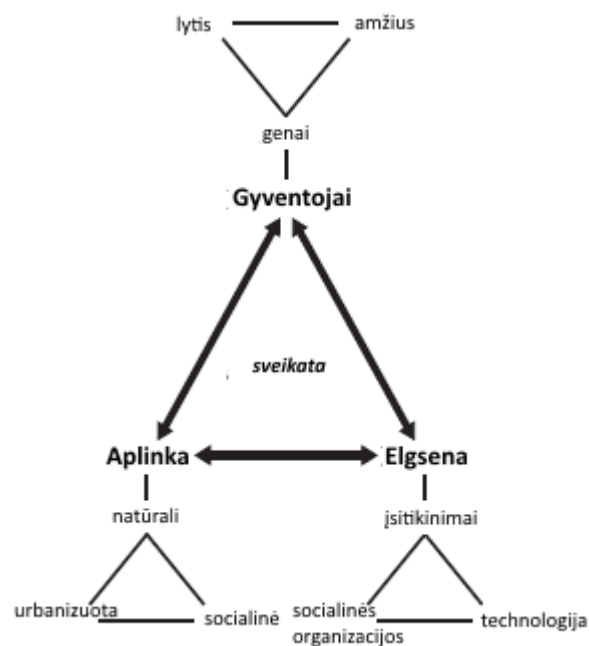 lytis
amžius
genai
Gyventojai
sveikata
Aplinka
Elgsena
natūrali
įsitikinimai
urbanizuota
socialinė
socialinės
organizacijos
technologija